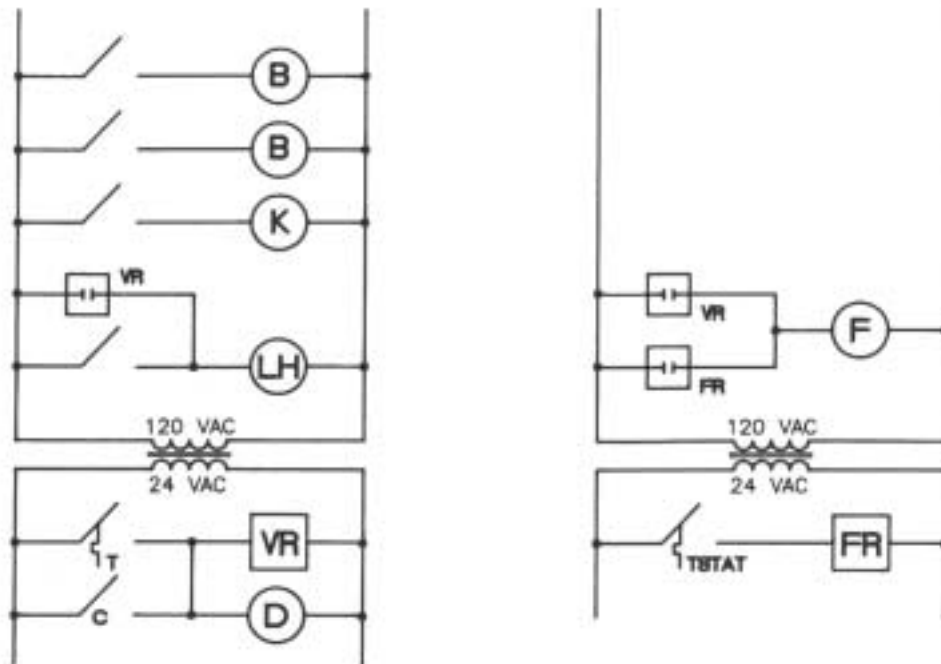 B
B
K
VR
LH
120 VAC
24 VAC
T
VR
C
D
VR
F
FR
120 VAC
24 VAC
TSTAT
FR